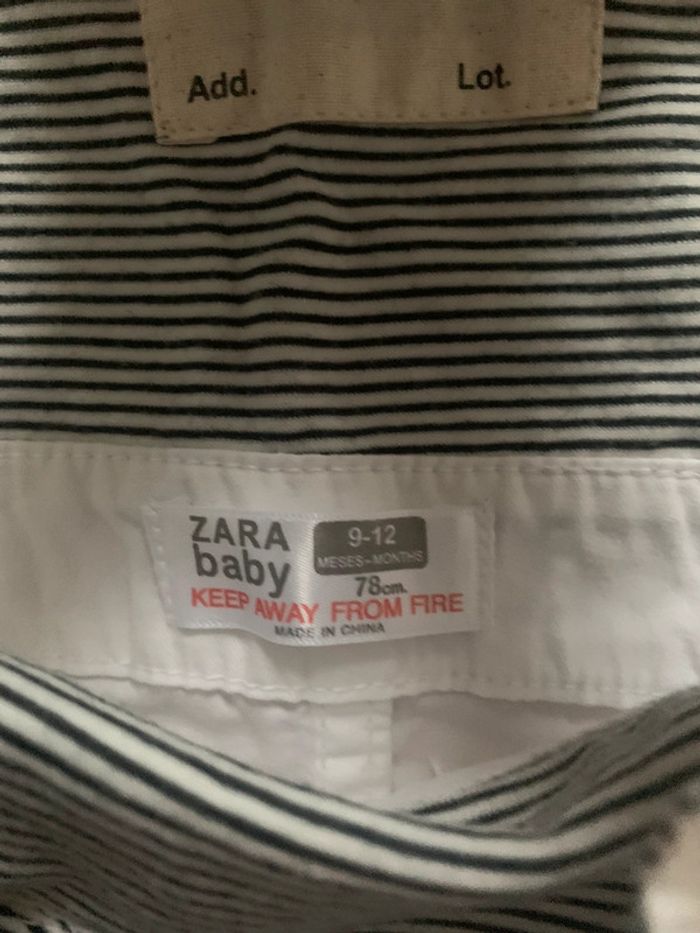 Add. Lot.
ZARA
baby
9-12
MESES-MONTHS
78cm.
KEEP AWAY FROM FIRE
MADE IN CHINA